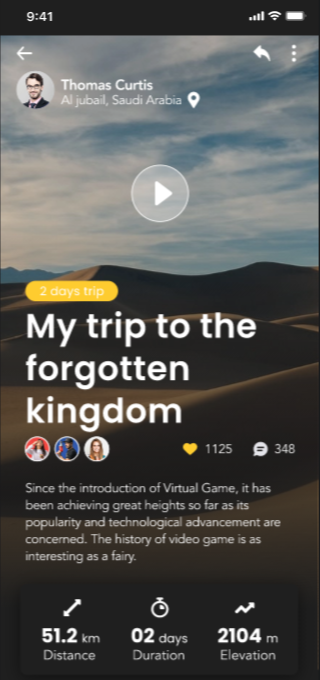 9:41
Thomas Curtis
Al jubail, Saudi Arabia
2 days trip
My trip to the
forgotten
kingdom
1125 348
Since the introduction of Virtual Game, it has
been achieving great heights so far as its
popularity and technological advancement are
concerned. The history of video game is as
interesting as a fairy.
51.2 km 02 days 2104 m
Distance Duration Elevation